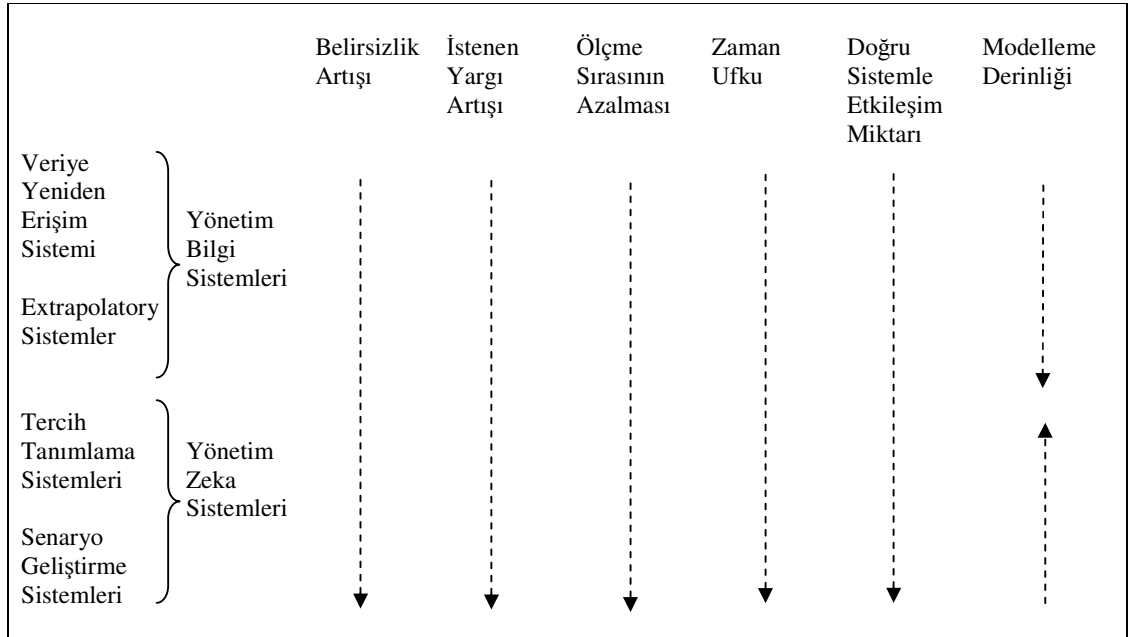 Belirsizlik
Artışı
İstenen
Yargı
Artışı
Ölçme
Sırasının
Azalması
Zaman
Ufku
Doğru
Sistemle
Etkileşim
Miktarı
Modelleme
Derinliği
Veriye
Yeniden
Erişim
Sistemi
Extrapolatory
Sistemler
Yönetim
Bilgi
Sistemleri
Tercih
Tanımlama
Sistemleri
Senaryo
Geliştirme
Sistemleri
Yönetim
Zeka
Sistemleri